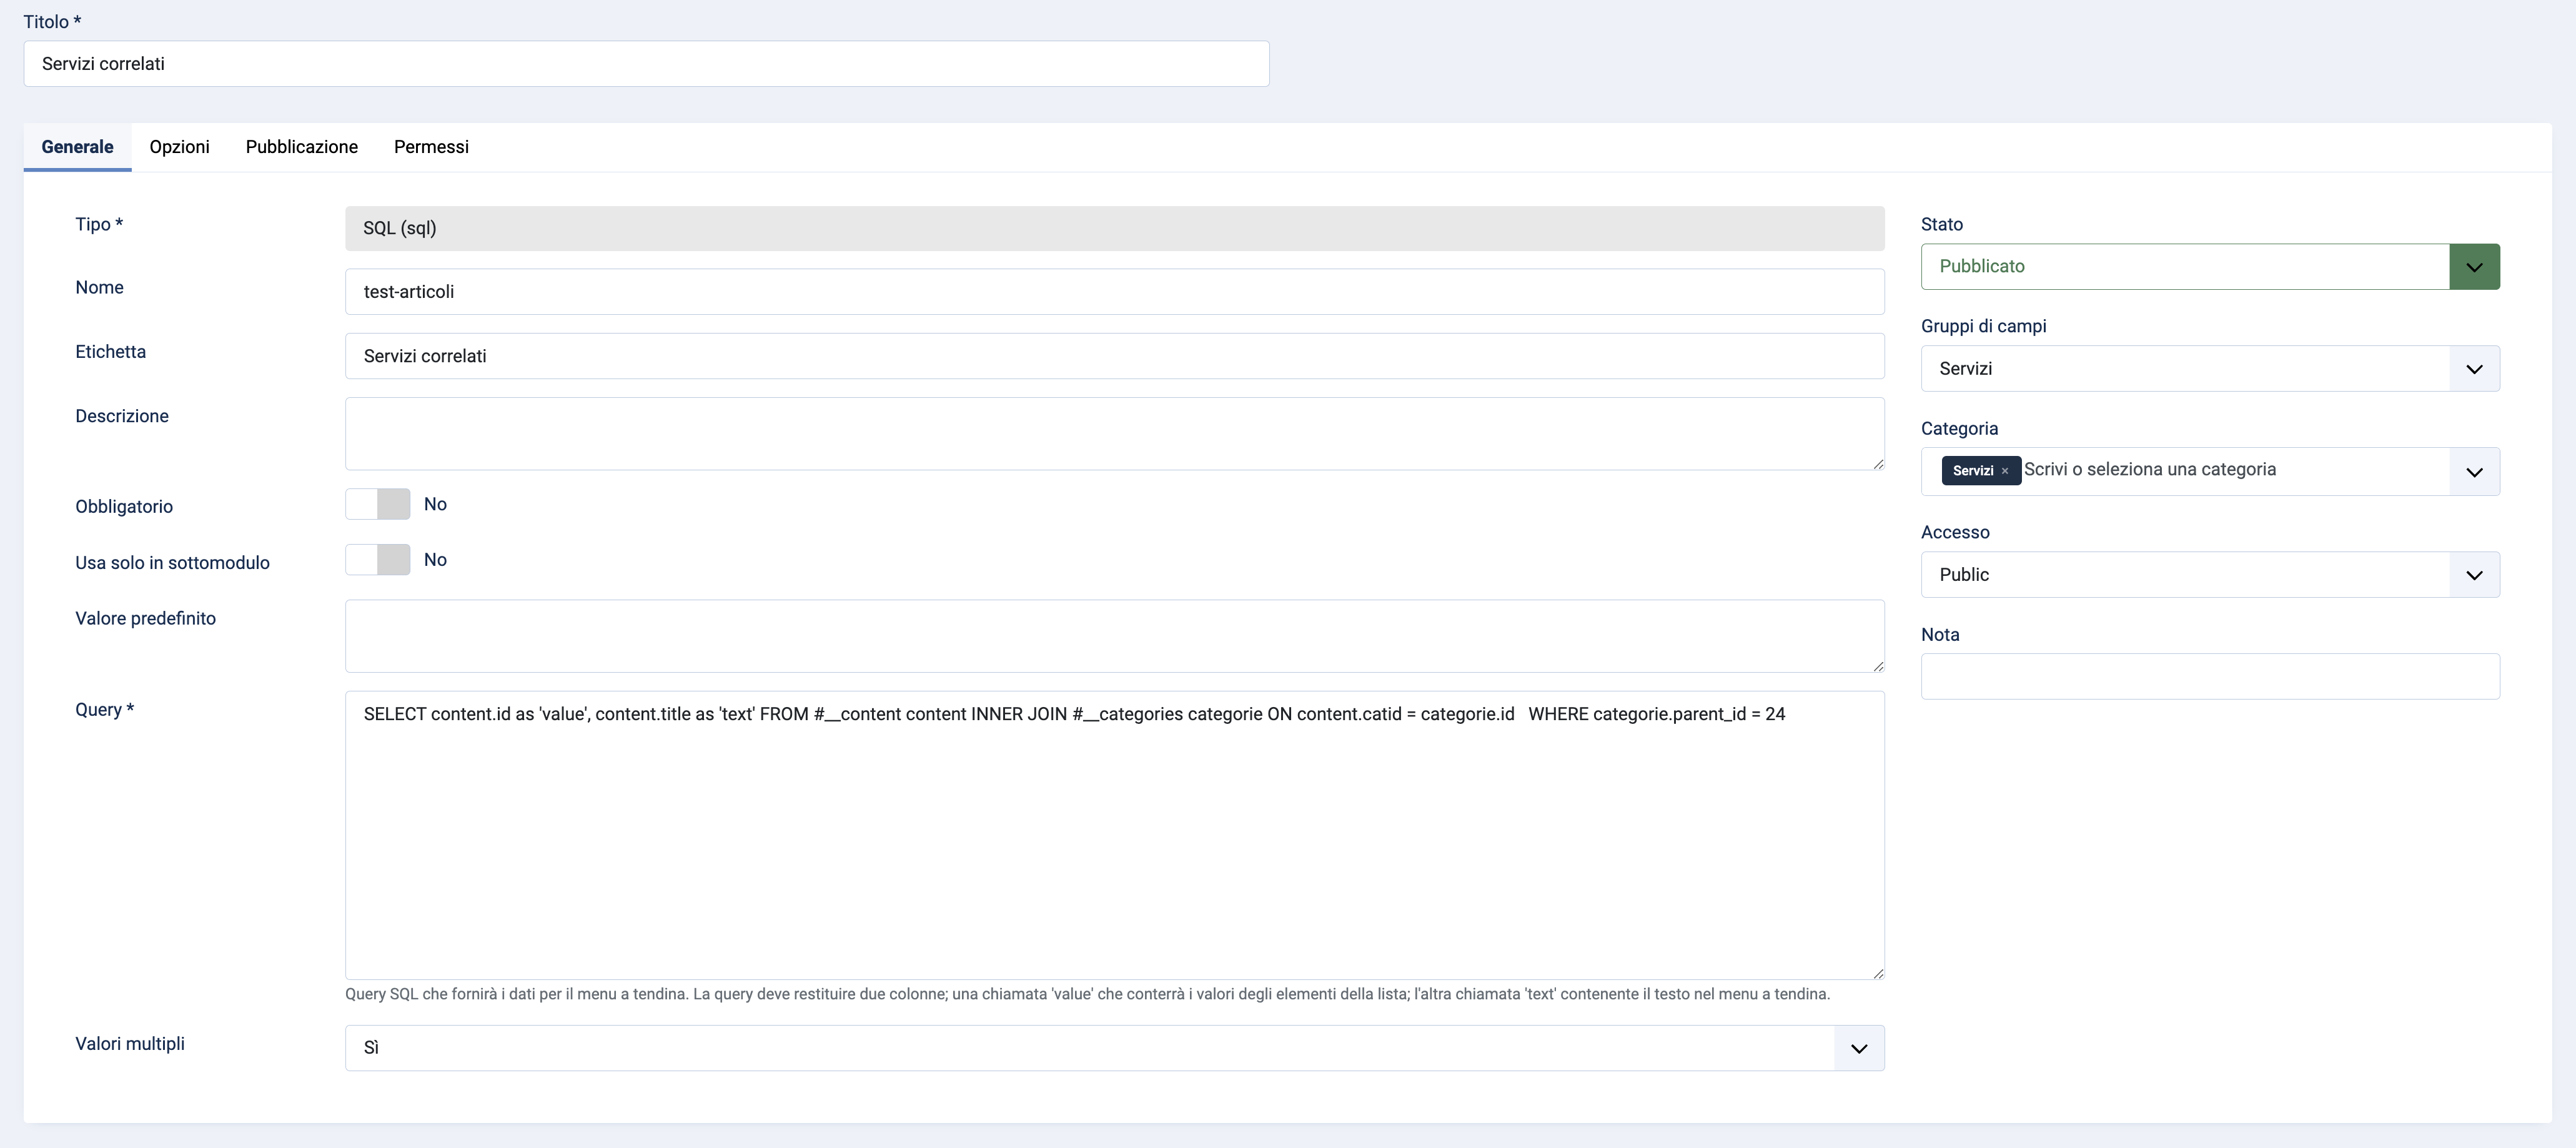 Titolo *
Servizi correlati
Generale Opzioni Pubblicazione Permessi
Tipo *
SQL (sql)
Nome
test-articoli
Etichetta
Servizi correlati
Descrizione
Obbligatorio
No
Usa solo in sottomodulo
No
Valore predefinito
Query *
SELECT content.id as 'value', content.title as 'text' FROM #__content content INNER JOIN #__categories categorie ON content.catid = categorie.id   WHERE categorie.parent_id = 24
Query SQL che fornirà i dati per il menu a tendina. La query deve restituire due colonne; una chiamata 'value' che conterrà i valori degli elementi della lista; l'altra chiamata 'text' contenente il testo nel menu a tendina.
Valori multipli
Sì
Stato
Pubblicato
Gruppi di campi
Servizi
Categoria
Servizi × Scrivi o seleziona una categoria
Accesso
Public
Nota